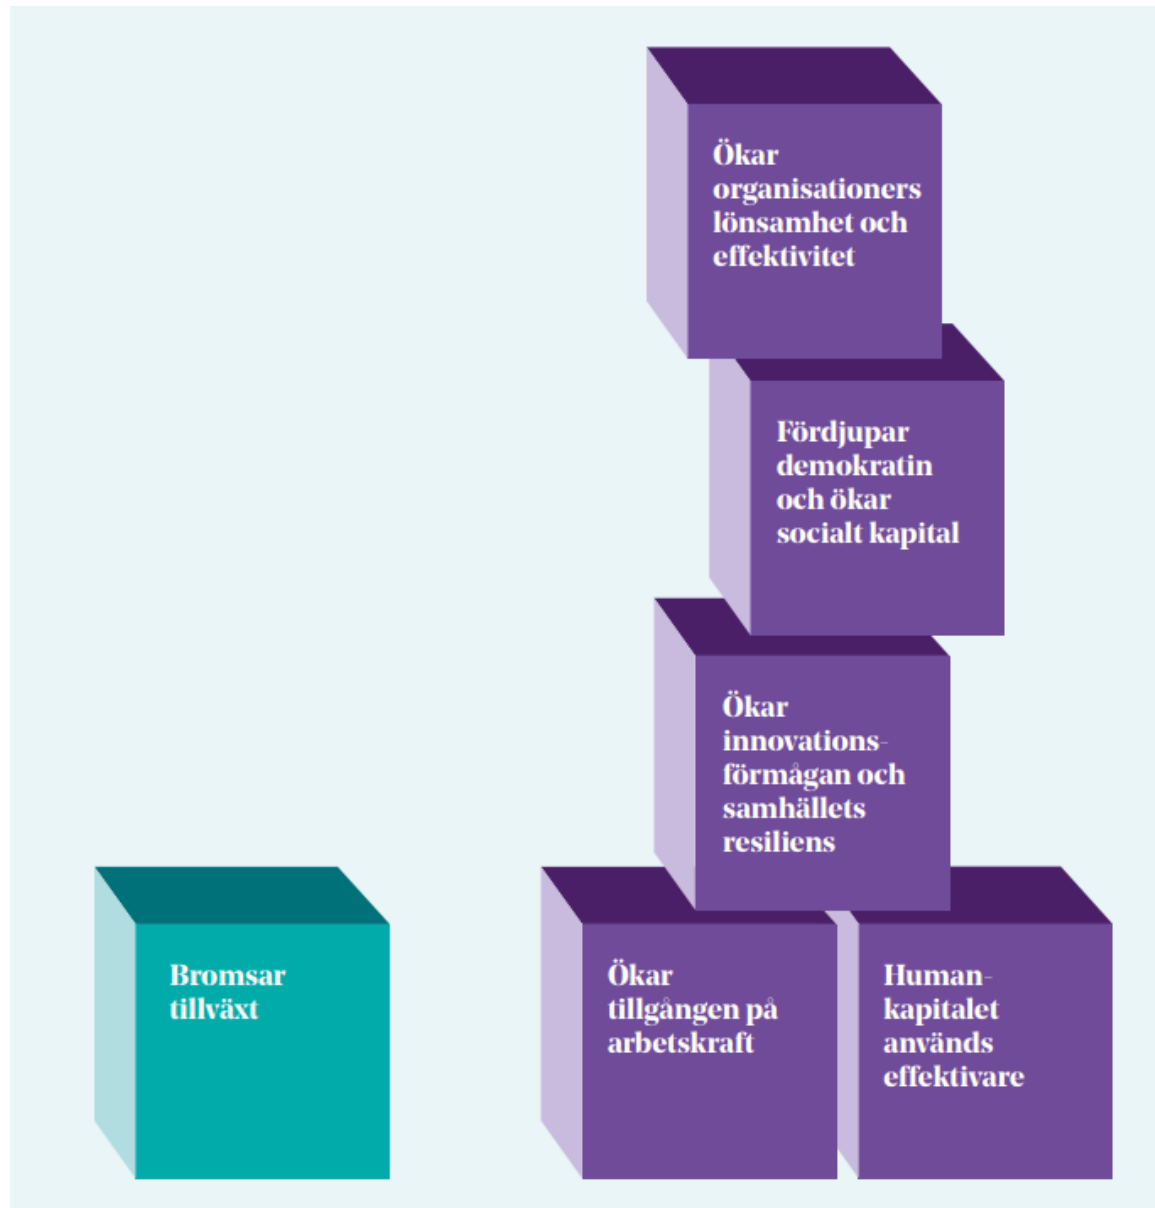 Ökar
organisationers
lönsamhet och
effektivitet
Fördjupar
demokratin
och ökar
socialt kapital
Ökar
innovations-
förmågan och
samhällets
resiliens
Bromsar
tillväxt
Ökar
tillgången på
arbetskraft
Human-
kapitalet
används
effektivare